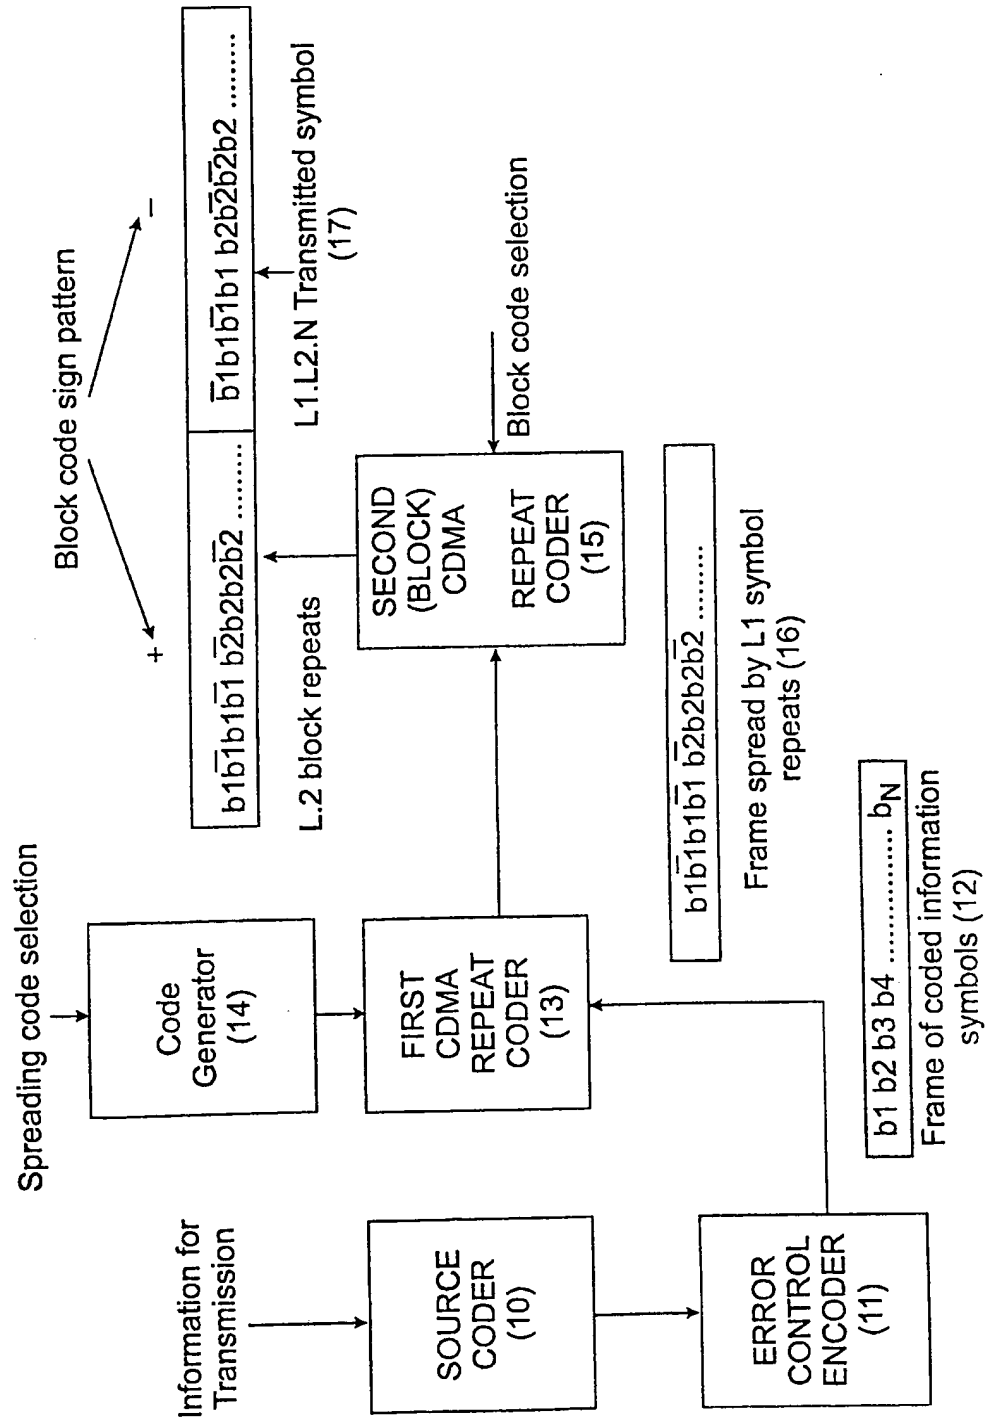 Block code sign pattern
+
−
b1b̅1b1b̅1 b̅2b2b2b̅2 .........
b̅1b1b̅1b1 b2b̅2b̅2b2 .........
L.2 block repeats
L1.L2.N Transmitted symbol
(17)
Spreading code selection
Code
Generator
(14)
FIRST
CDMA
REPEAT
CODER
(13)
SECOND
(BLOCK)
CDMA
REPEAT
CODER
(15)
Block code selection
Information for
Transmission
SOURCE
CODER
(10)
b1b̅1b1b̅1 b̅2b2b2b̅2 .........
Frame spread by L1 symbol
repeats (16)
ERROR
CONTROL
ENCODER
(11)
b1 b2 b3 b4 ............... bN
Frame of coded information
symbols (12)